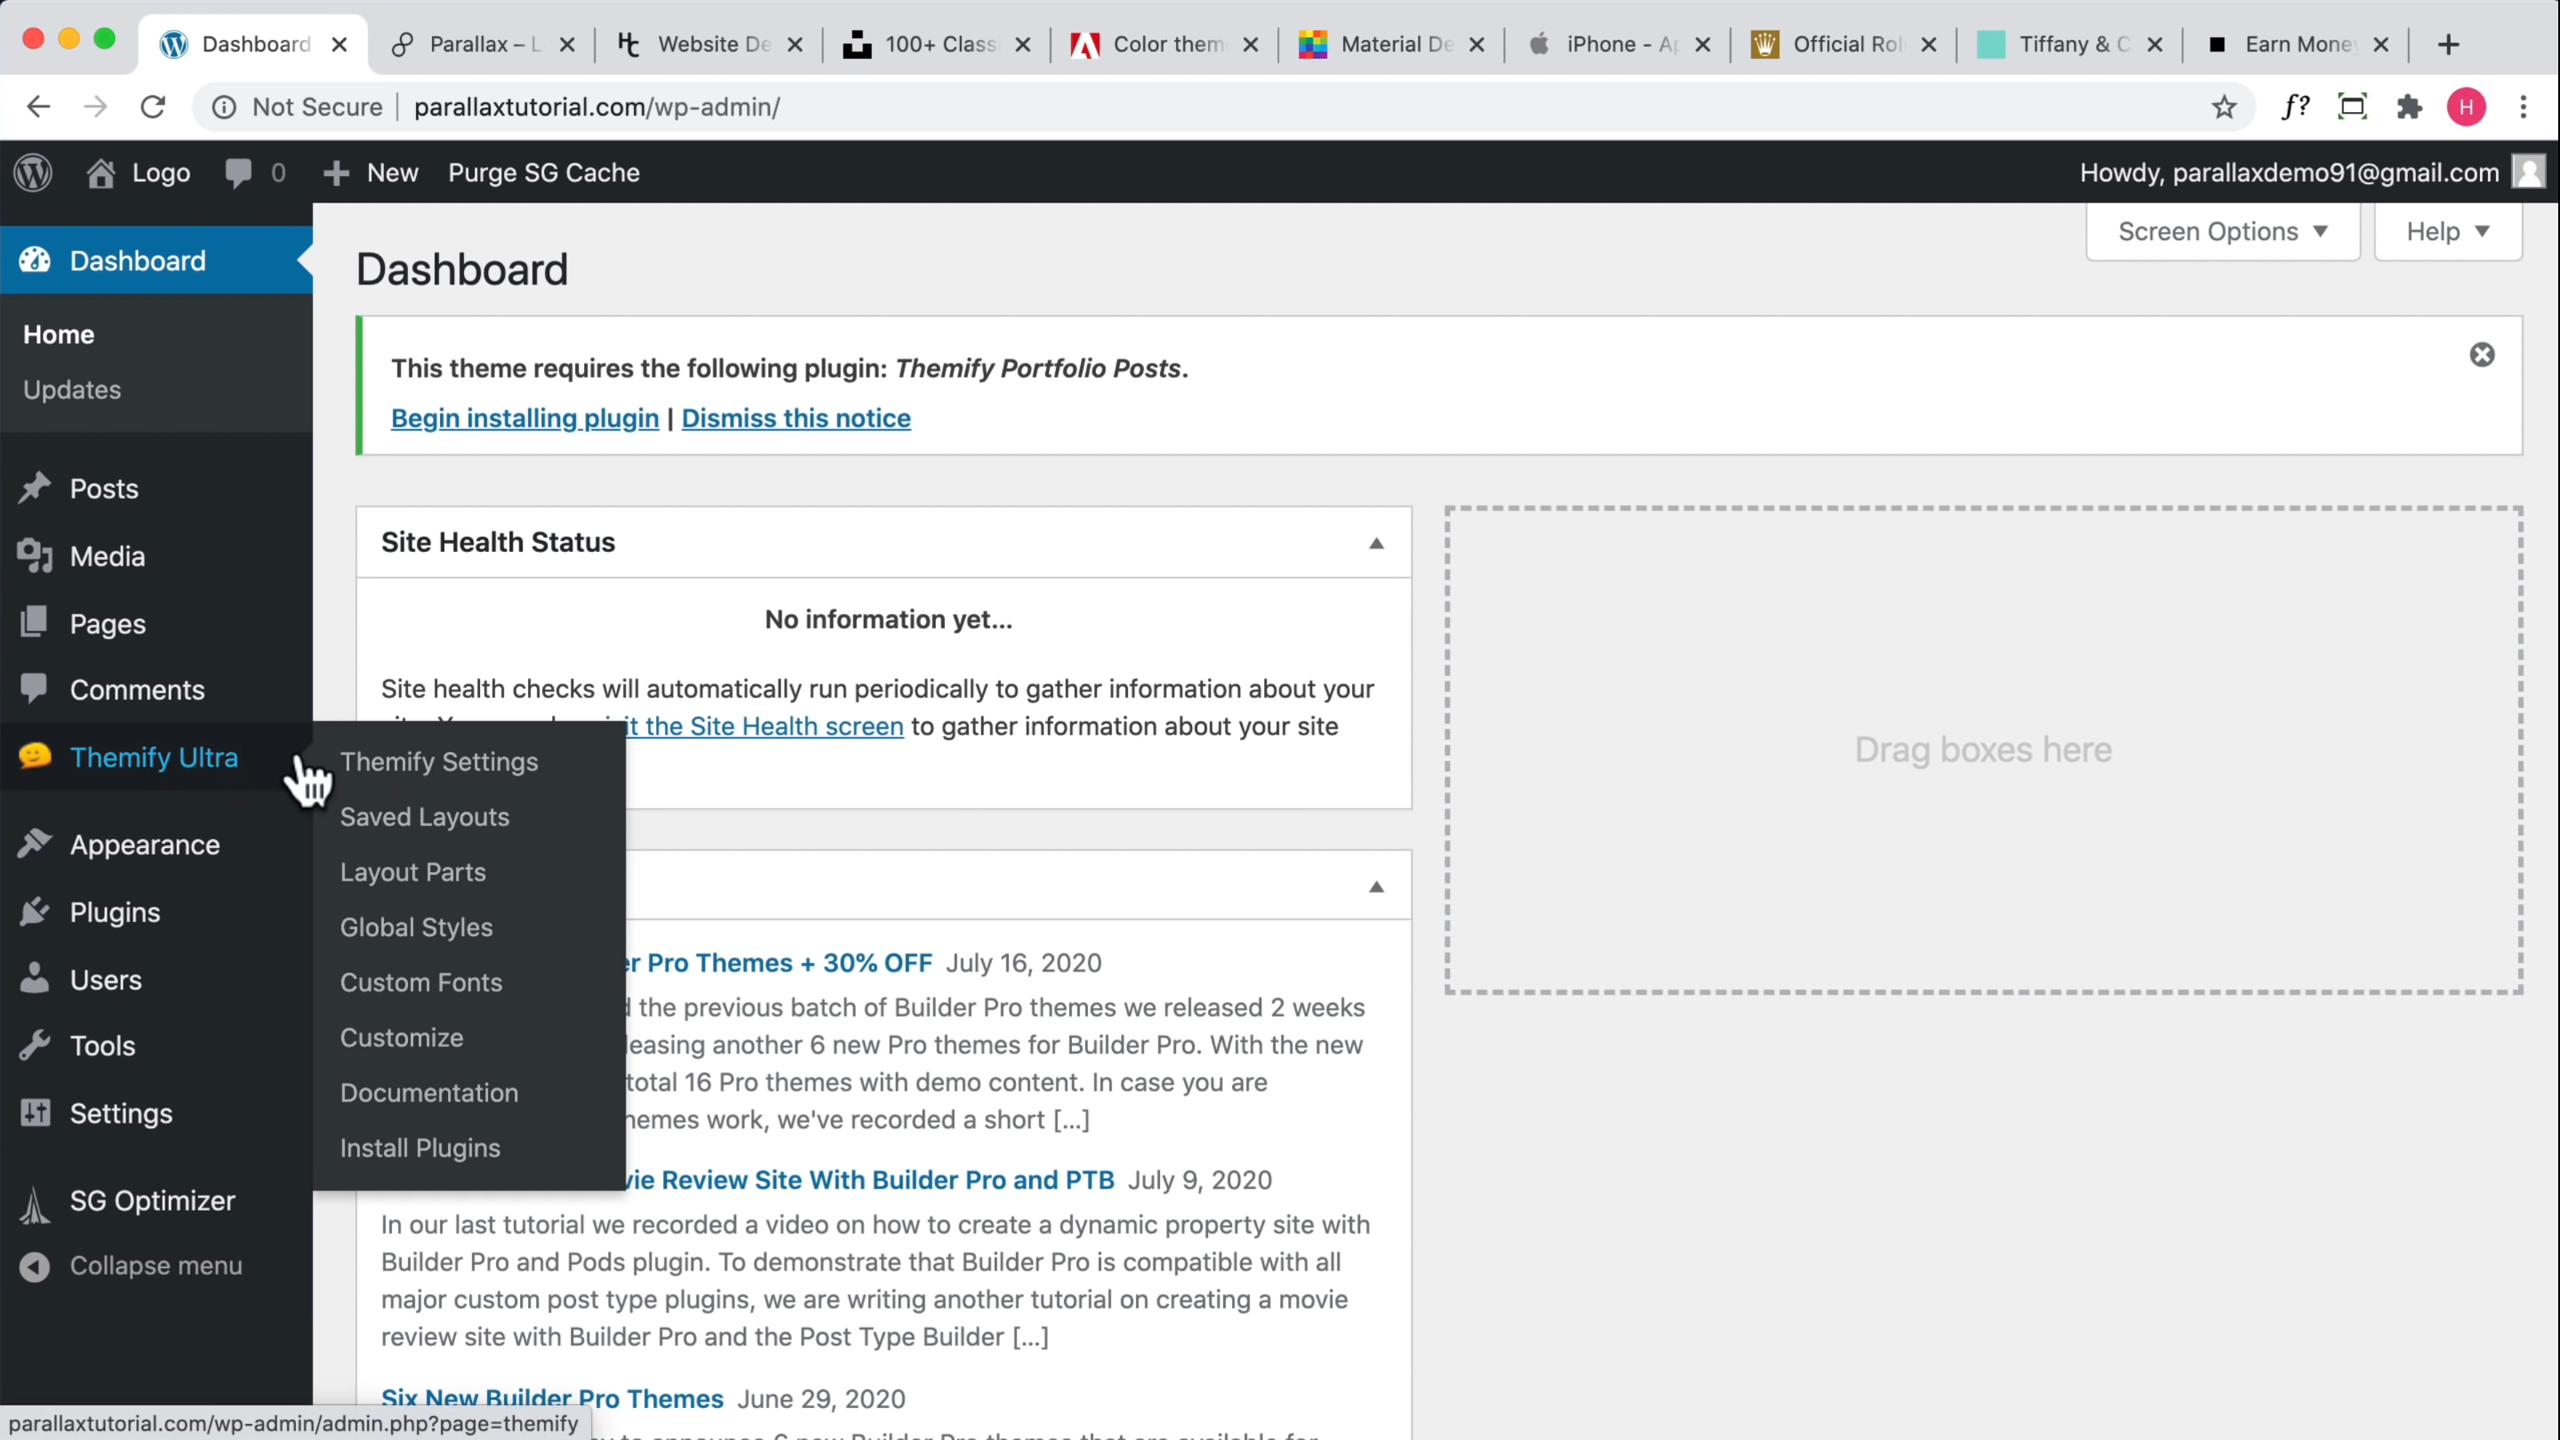 Dashboard
Parallax – L
Website De
100+ Class
Color them
Material De
iPhone - Ap
Official Rol
Tiffany & C
Earn Mone
Not Secure
parallaxtutorial.com/wp-admin/
f?
H
Logo
0
New
Purge SG Cache
Howdy, parallaxdemo91@gmail.com
Screen Options
Help
Dashboard
Home
Updates
Posts
Media
Pages
Comments
Themify Ultra
Appearance
Plugins
Users
Tools
Settings
SG Optimizer
Collapse menu
Themify Settings
Saved Layouts
Layout Parts
Global Styles
Custom Fonts
Customize
Documentation
Install Plugins
Dashboard
This theme requires the following plugin: Themify Portfolio Posts.
Begin installing plugin | Dismiss this notice
Site Health Status
No information yet...
Site health checks will automatically run periodically to gather information about your
it the Site Health screen to gather information about your site
Drag boxes here
er Pro Themes + 30% OFF July 16, 2020
the previous batch of Builder Pro themes we released 2 weeks
leasing another 6 new Pro themes for Builder Pro. With the new
total 16 Pro themes with demo content. In case you are
hemes work, we've recorded a short [...]
vie Review Site With Builder Pro and PTB July 9, 2020
In our last tutorial we recorded a video on how to create a dynamic property site with
Builder Pro and Pods plugin. To demonstrate that Builder Pro is compatible with all
major custom post type plugins, we are writing another tutorial on creating a movie
review site with Builder Pro and the Post Type Builder [...]
Six New Builder Pro Themes June 29, 2020
parallaxtutorial.com/wp-admin/admin.php?page=themify